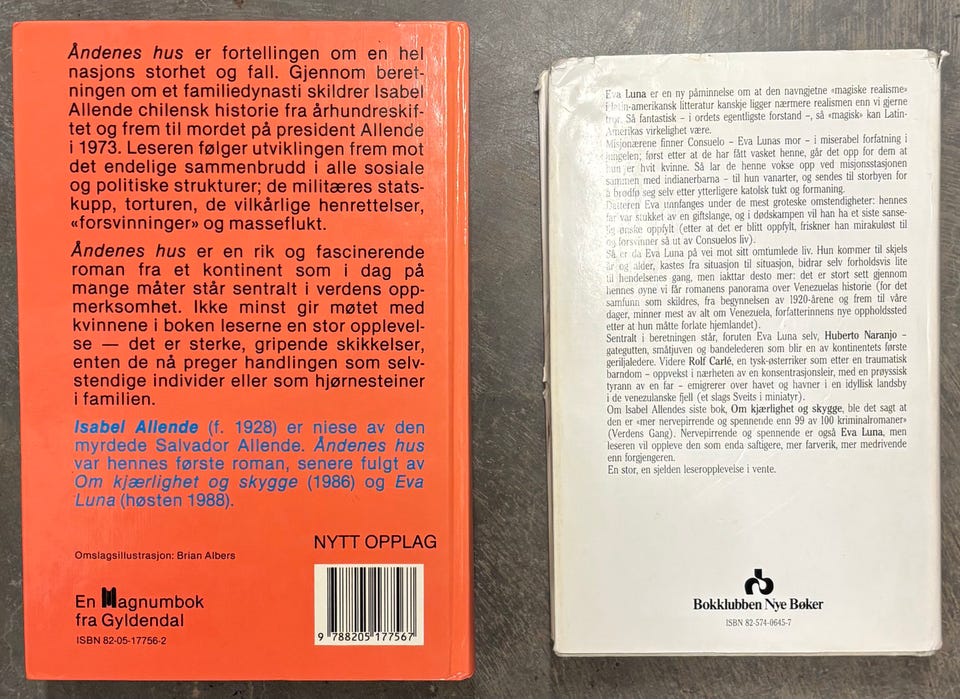 Åndenes hus er fortellingen om en hel
nasjons storhet og fall. Gjennom beret-
ningen om et familiedynasti skildrer Isabel
Allende chilensk historie fra århundreskif-
tet og frem til mordet på president Allende
i 1973. Leseren følger utviklingen frem mot
det endelige sammenbrudd i alle sosiale
og politiske strukturer; de militæres stats-
kupp, torturen, de vilkårlige henrettelser,
«forsvinninger» og masseflukt.
Åndenes hus er en rik og fascinerende
roman fra et kontinent som i dag på
mange måter står sentralt i verdens opp-
merksomhet. Ikke minst gir møtet med
kvinnene i boken leserne en stor opplevel-
se — det er sterke, gripende skikkelser,
enten de nå preger handlingen som selv-
stendige individer eller som hjørnesteiner
i familien.
Isabel Allende (f. 1928) er niese av den
myrdede Salvador Allende. Åndenes hus
var hennes første roman, senere fulgt av
Om kjærlighet og skygge (1986) og Eva
Luna (høsten 1988).
NYTT OPPLAG
Omslagsillustrasjon: Brian Albers
En Magnumbok
fra Gyldendal
ISBN 82-05-17756-2
9 788205 177567
Eva Luna er en ny påminnelse om at den navngjetne «magiske realisme»
i latin-amerikansk litteratur kanskje ligger nærmere realismen enn vi gjerne
tror. Så fantastisk – i ordets egentligste forstand –, så «magisk» kan Latin-
Amerikas virkelighet være.
Misjonærene finner Consuelo – Eva Lunas mor – i miserabel forfatning i
jungelen; først etter at de har fått vasket henne, går det opp for dem at
hun er hvit kvinne. Så lar de henne vokse opp ved misjonsstasjonen
sammen med indianerbarna – til hun vanarter, og sendes til storbyen for
å brødfø seg selv etter ytterligere katolsk tukt og formaning.
Datteren Eva unnfanges under de mest groteske omstendigheter: hennes
far var stukket av en giftslange, og i dødskampen vil han ha et siste sanse-
lig ønske oppfylt (etter at det er blitt oppfylt, friskner han mirakuløst til
og forsvinner så ut av Consuelos liv).
Så er da Eva Luna på vei mot sitt omtumlede liv. Hun kommer til skjels
år og alder, kastes fra situasjon til situasjon, bidrar selv forholdsvis lite
til hendelsenes gang, men iakttar desto mer: det er stort sett gjennom
hennes øyne vi får romanens panorama over Venezuelas historie (for det
samfunn som skildres, fra begynnelsen av 1920-årene og frem til våre
dager, minner mest av alt om Venezuela, forfatterinnens nye oppholdssted
etter at hun måtte forlate hjemlandet).
Sentralt i beretningen står, foruten Eva Luna selv, Huberto Naranjo –
gategutten, småtjuven og bandelederen som blir en av kontinentets første
geriljaledere. Videre Rolf Carlé, en tysk-østerriker som etter en traumatisk
barndom – oppvekst i nærheten av en konsentrasjonsleir, med en prøyssisk
tyrann av en far – emigrerer over havet og havner i en idyllisk landsby
i de venezulanske fjell (et slags Sveits i miniatyr).
Om Isabel Allendes siste bok, Om kjærlighet og skygge, ble det sagt at
den er «mer nervepirrende og spennende enn 99 av 100 kriminalromaner»
(Verdens Gang). Nervepirrende og spennende er også Eva Luna, men
leseren vil oppleve den som enda saftigere, mer farverik, mer medrivende
enn forgjengeren.
En stor, en sjelden leseropplevelse i vente.
Bokklubben Nye Bøker
ISBN 82-574-0645-7